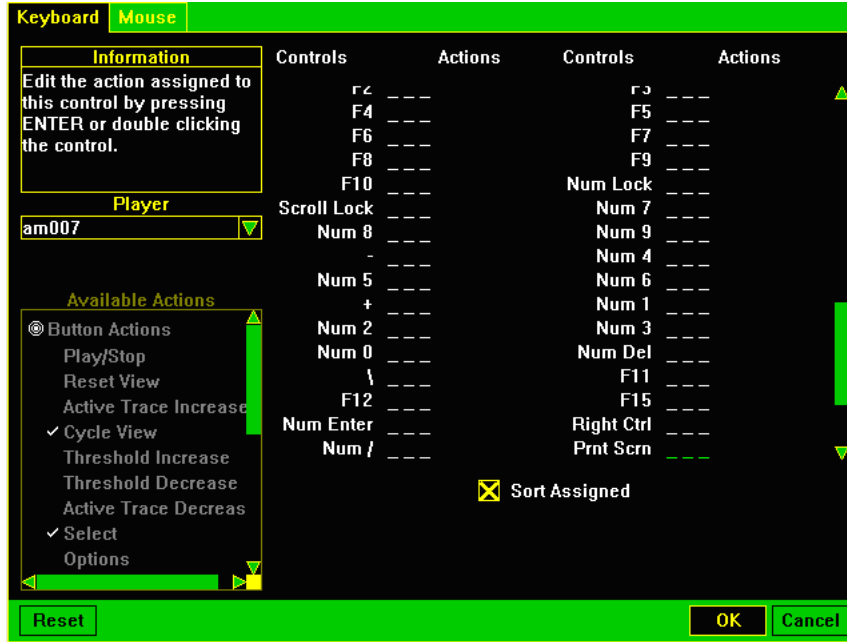 Keyboard Mouse
Information
Edit the action assigned to
this control by pressing
ENTER or double clicking
the control.
Player
am007
Available Actions
Button Actions
Play/Stop
Reset View
Active Trace Increase
Cycle View
Threshold Increase
Threshold Decrease
Active Trace Decreas
Select
Options
Controls Actions Controls Actions
F2 _ _ _ F3 _ _ _
F4 _ _ _ F5 _ _ _
F6 _ _ _ F7 _ _ _
F8 _ _ _ F9 _ _ _
F10 _ _ _ Num Lock _ _ _
Scroll Lock _ _ _ Num 7 _ _ _
Num 8 _ _ _ Num 9 _ _ _
- _ _ _ Num 4 _ _ _
Num 5 _ _ _ Num 6 _ _ _
+ _ _ _ Num 1 _ _ _
Num 2 _ _ _ Num 3 _ _ _
Num 0 _ _ _ Num Del _ _ _
\ _ _ _ F11 _ _ _
F12 _ _ _ F15 _ _ _
Num Enter _ _ _ Right Ctrl _ _ _
Num / _ _ _ Prnt Scrn _ _ _
Sort Assigned
Reset OK Cancel